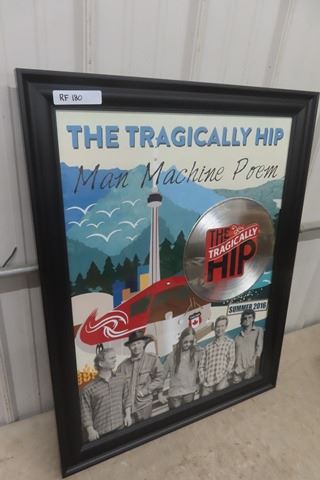 RF 180
THE TRAGICALLY HIP
Man Machine Poem
THE
TRAGICALLY
HIP
SUMMER 2016